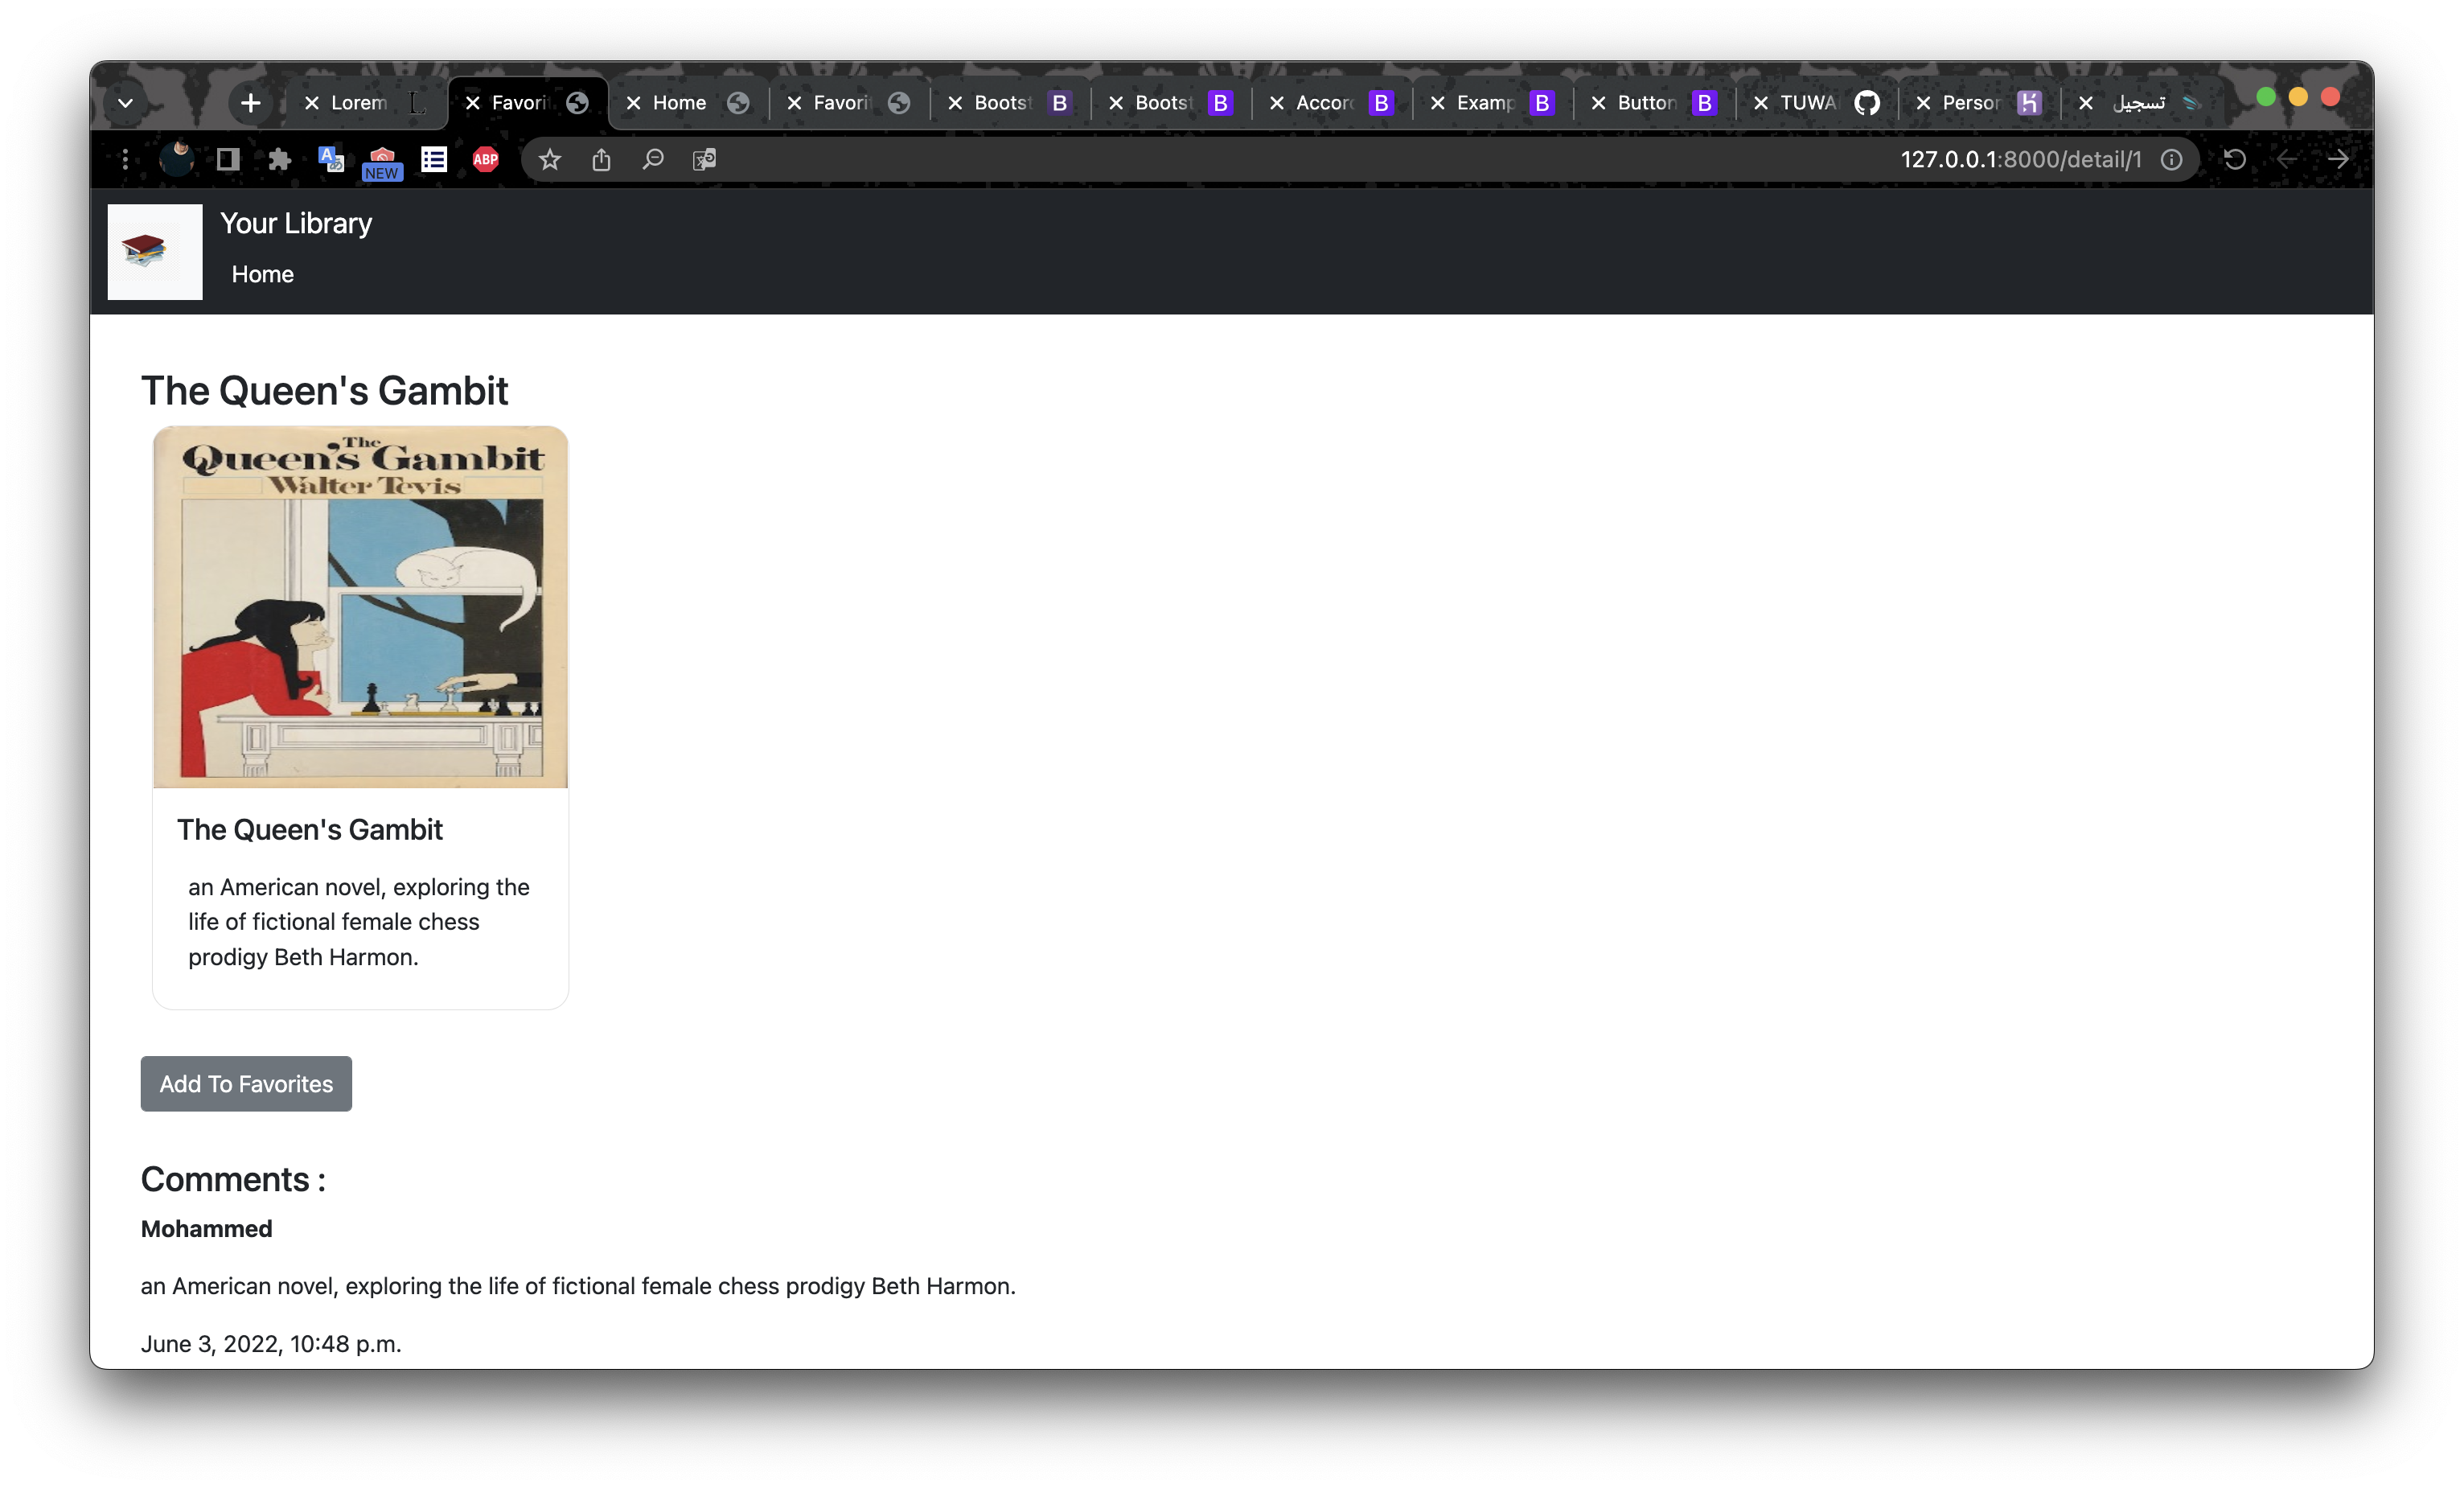 Lorem
Favori
Home
Favori
Bootst
Bootst
Accor
Examp
Button
TUWA
Person
تسجيل
NEW
ABP
127.0.0.1:8000/detail/1
Your Library
Home
The Queen's Gambit
The
Queen's Gambit
Walter Tevis
The Queen's Gambit
an American novel, exploring the
life of fictional female chess
prodigy Beth Harmon.
Add To Favorites
Comments :
Mohammed
an American novel, exploring the life of fictional female chess prodigy Beth Harmon.
June 3, 2022, 10:48 p.m.